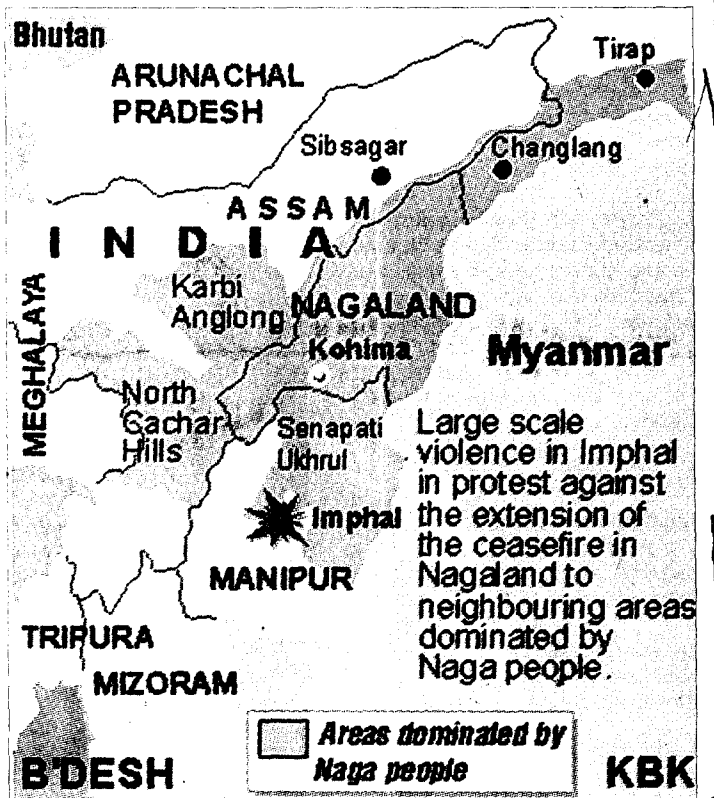 Bhutan
Tirap
ARUNACHAL
PRADESH
Sibsagar
Changlang
ASSAM
INDIA
Karbi
Anglong
NAGALAND
MEGHALAYA
Kohima
Myanmar
North
Cachar
Hills
Senapati
Ukhrul
Large scale
violence in Imphal
in protest against
the extension of
the ceasefire in
Nagaland to
neighbouring areas
dominated by
Naga people.
Imphal
MANIPUR
TRIPURA
MIZORAM
Areas dominated by
Naga people
B'DESH
KBK